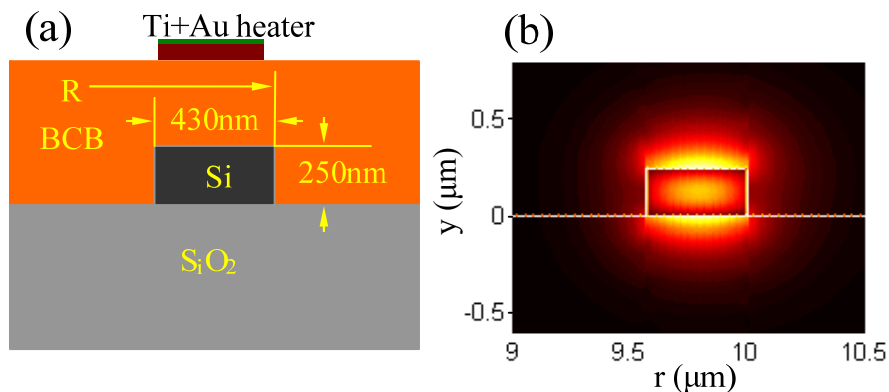 (a)
Ti+Au heater
R
430nm
BCB
Si
250nm
SiO2
(b)
y (μm)
0.5
0
-0.5
9
9.5
10
10.5
r (μm)